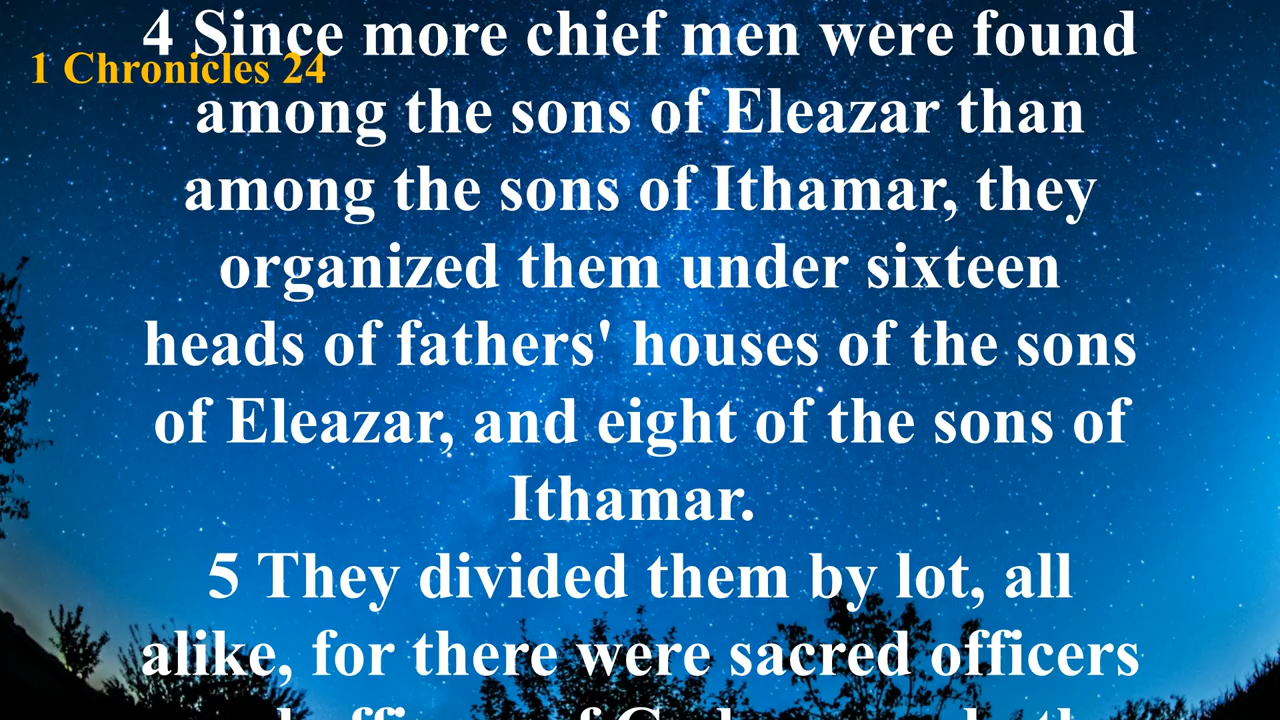 4 Since more chief men were found
1 Chronicles 24
among the sons of Eleazar than
among the sons of Ithamar, they
organized them under sixteen
heads of fathers' houses of the sons
of Eleazar, and eight of the sons of
Ithamar.
5 They divided them by lot, all
alike, for there were sacred officers